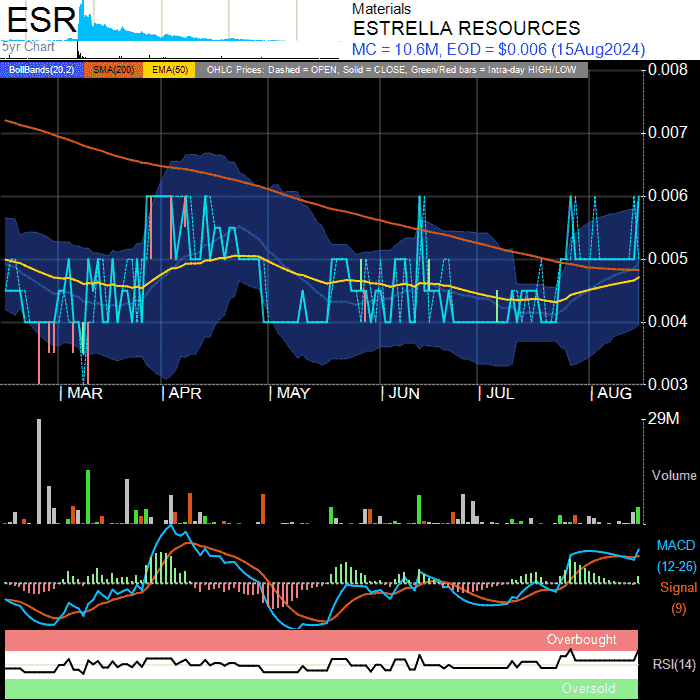 ESR
5yr Chart
Materials
ESTRELLA RESOURCES
MC = 10.6M, EOD = $0.006 (15Aug2024)
BollBands(20,2) SMA(200) EMA(50) OHLC Prices: Dashed = OPEN, Solid = CLOSE, Green/Red bars = Intra-day HIGH/LOW
0.008
0.007
0.006
0.005
0.004
0.003
MAR APR MAY JUN JUL AUG
29M
Volume
MACD
(12-26)
Signal
(9)
Overbought
RSI(14)
Oversold